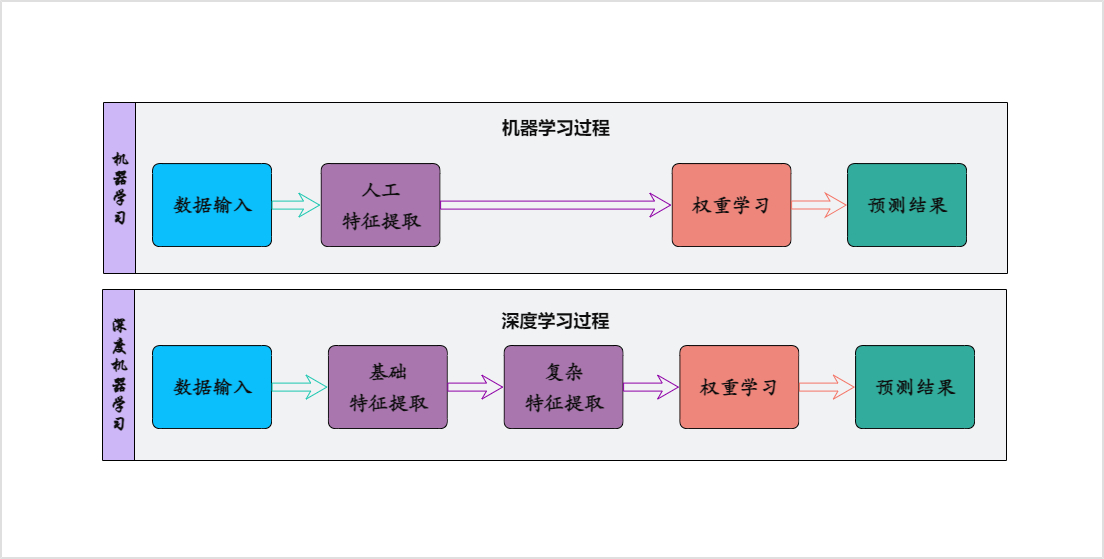 机器学习
机器学习过程
数据输入
人工
特征提取
权重学习
预测结果
深度机器学习
深度学习过程
数据输入
基础
特征提取
复杂
特征提取
权重学习
预测结果